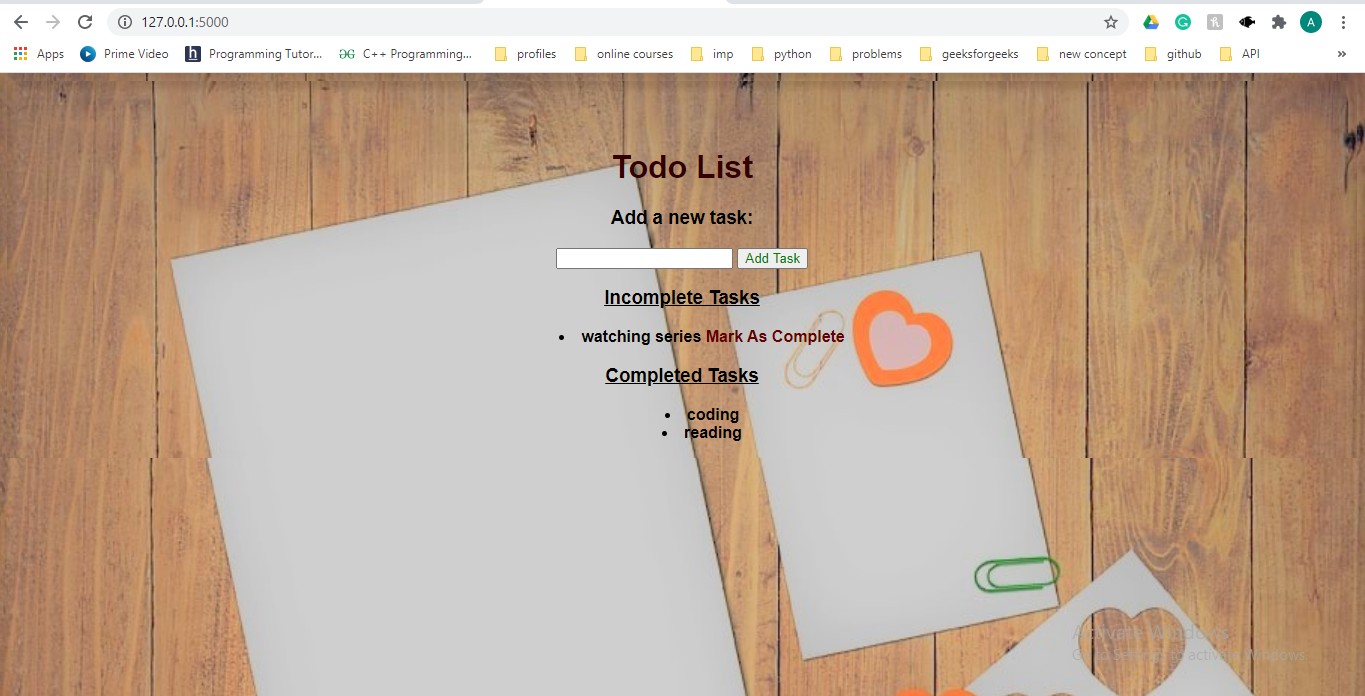 127.0.0.1:5000
A
Apps Prime Video h Programming Tutor... GG C++ Programming... profiles online courses imp python problems geeksforgeeks new concept github API »
Todo List
Add a new task:
Add Task
Incomplete Tasks
• watching series Mark As Complete
Completed Tasks
• coding
• reading
Activate Windows
Go to Settings to activate Windows.